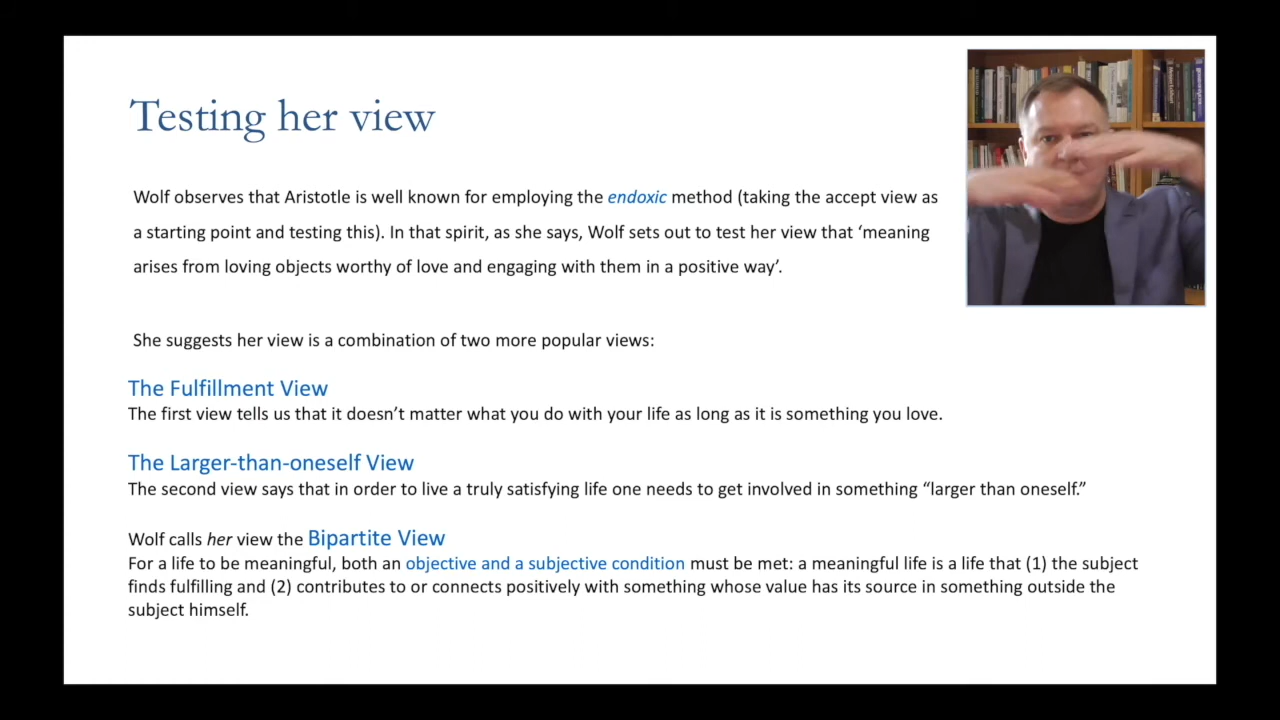 Testing her view
Wolf observes that Aristotle is well known for employing the endoxic method (taking the accept view as
a starting point and testing this). In that spirit, as she says, Wolf sets out to test her view that ‘meaning
arises from loving objects worthy of love and engaging with them in a positive way’.
She suggests her view is a combination of two more popular views:
The Fulfillment View
The first view tells us that it doesn’t matter what you do with your life as long as it is something you love.
The Larger-than-oneself View
The second view says that in order to live a truly satisfying life one needs to get involved in something “larger than oneself.”
Wolf calls her view the Bipartite View
For a life to be meaningful, both an objective and a subjective condition must be met: a meaningful life is a life that (1) the subject
finds fulfilling and (2) contributes to or connects positively with something whose value has its source in something outside the
subject himself.